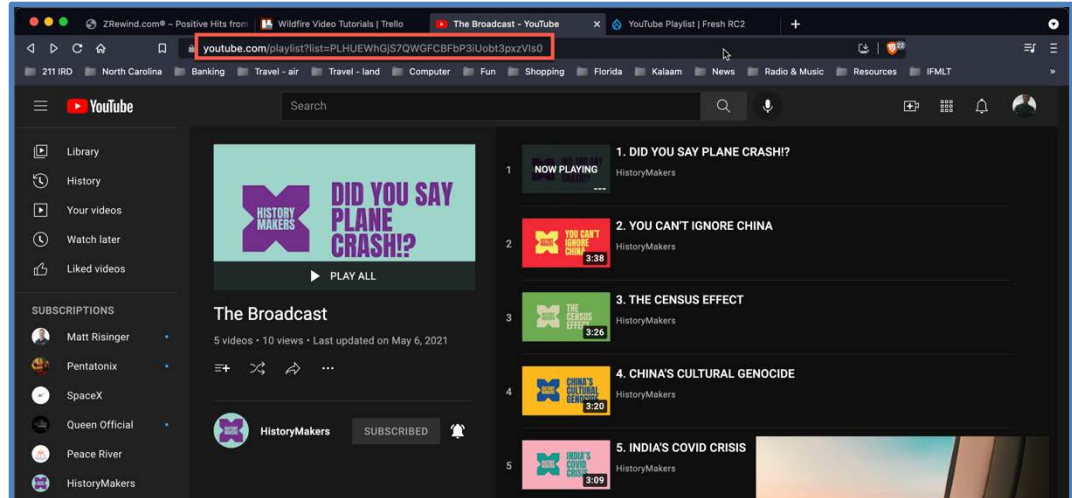 ZRewind.com® – Positive Hits from
Wildfire Video Tutorials | Trello
The Broadcast - YouTube
YouTube Playlist | Fresh RC2
youtube.com/playlist?list=PLHUEWhGjS7QWGFCBFbP3iUobt3pxzVIs0
22
211 IRD North Carolina Banking Travel - air Travel - land Computer Fun Shopping Florida Kalaam News Radio & Music Resources IFMLT
YouTube
Search
Library
History
Your videos
Watch later
Liked videos
SUBSCRIPTIONS
Matt Risinger
Pentatonix
SpaceX
Queen Official
Peace River
HistoryMakers
HISTORY
MAKERS
DID YOU SAY
PLANE
CRASH!?
PLAY ALL
The Broadcast
5 videos • 10 views • Last updated on May 6, 2021
HistoryMakers
SUBSCRIBED
1
NOW PLAYING
1. DID YOU SAY PLANE CRASH!?
HistoryMakers
2
YOU CAN'T
IGNORE
CHINA
3:38
2. YOU CAN'T IGNORE CHINA
HistoryMakers
3
THE
CENSUS
EFFECT
3:26
3. THE CENSUS EFFECT
HistoryMakers
4
CHINA'S
CULTURAL
GENOCIDE
3:20
4. CHINA'S CULTURAL GENOCIDE
HistoryMakers
5
INDIA'S
COVID
CRISIS
3:09
5. INDIA'S COVID CRISIS
HistoryMakers